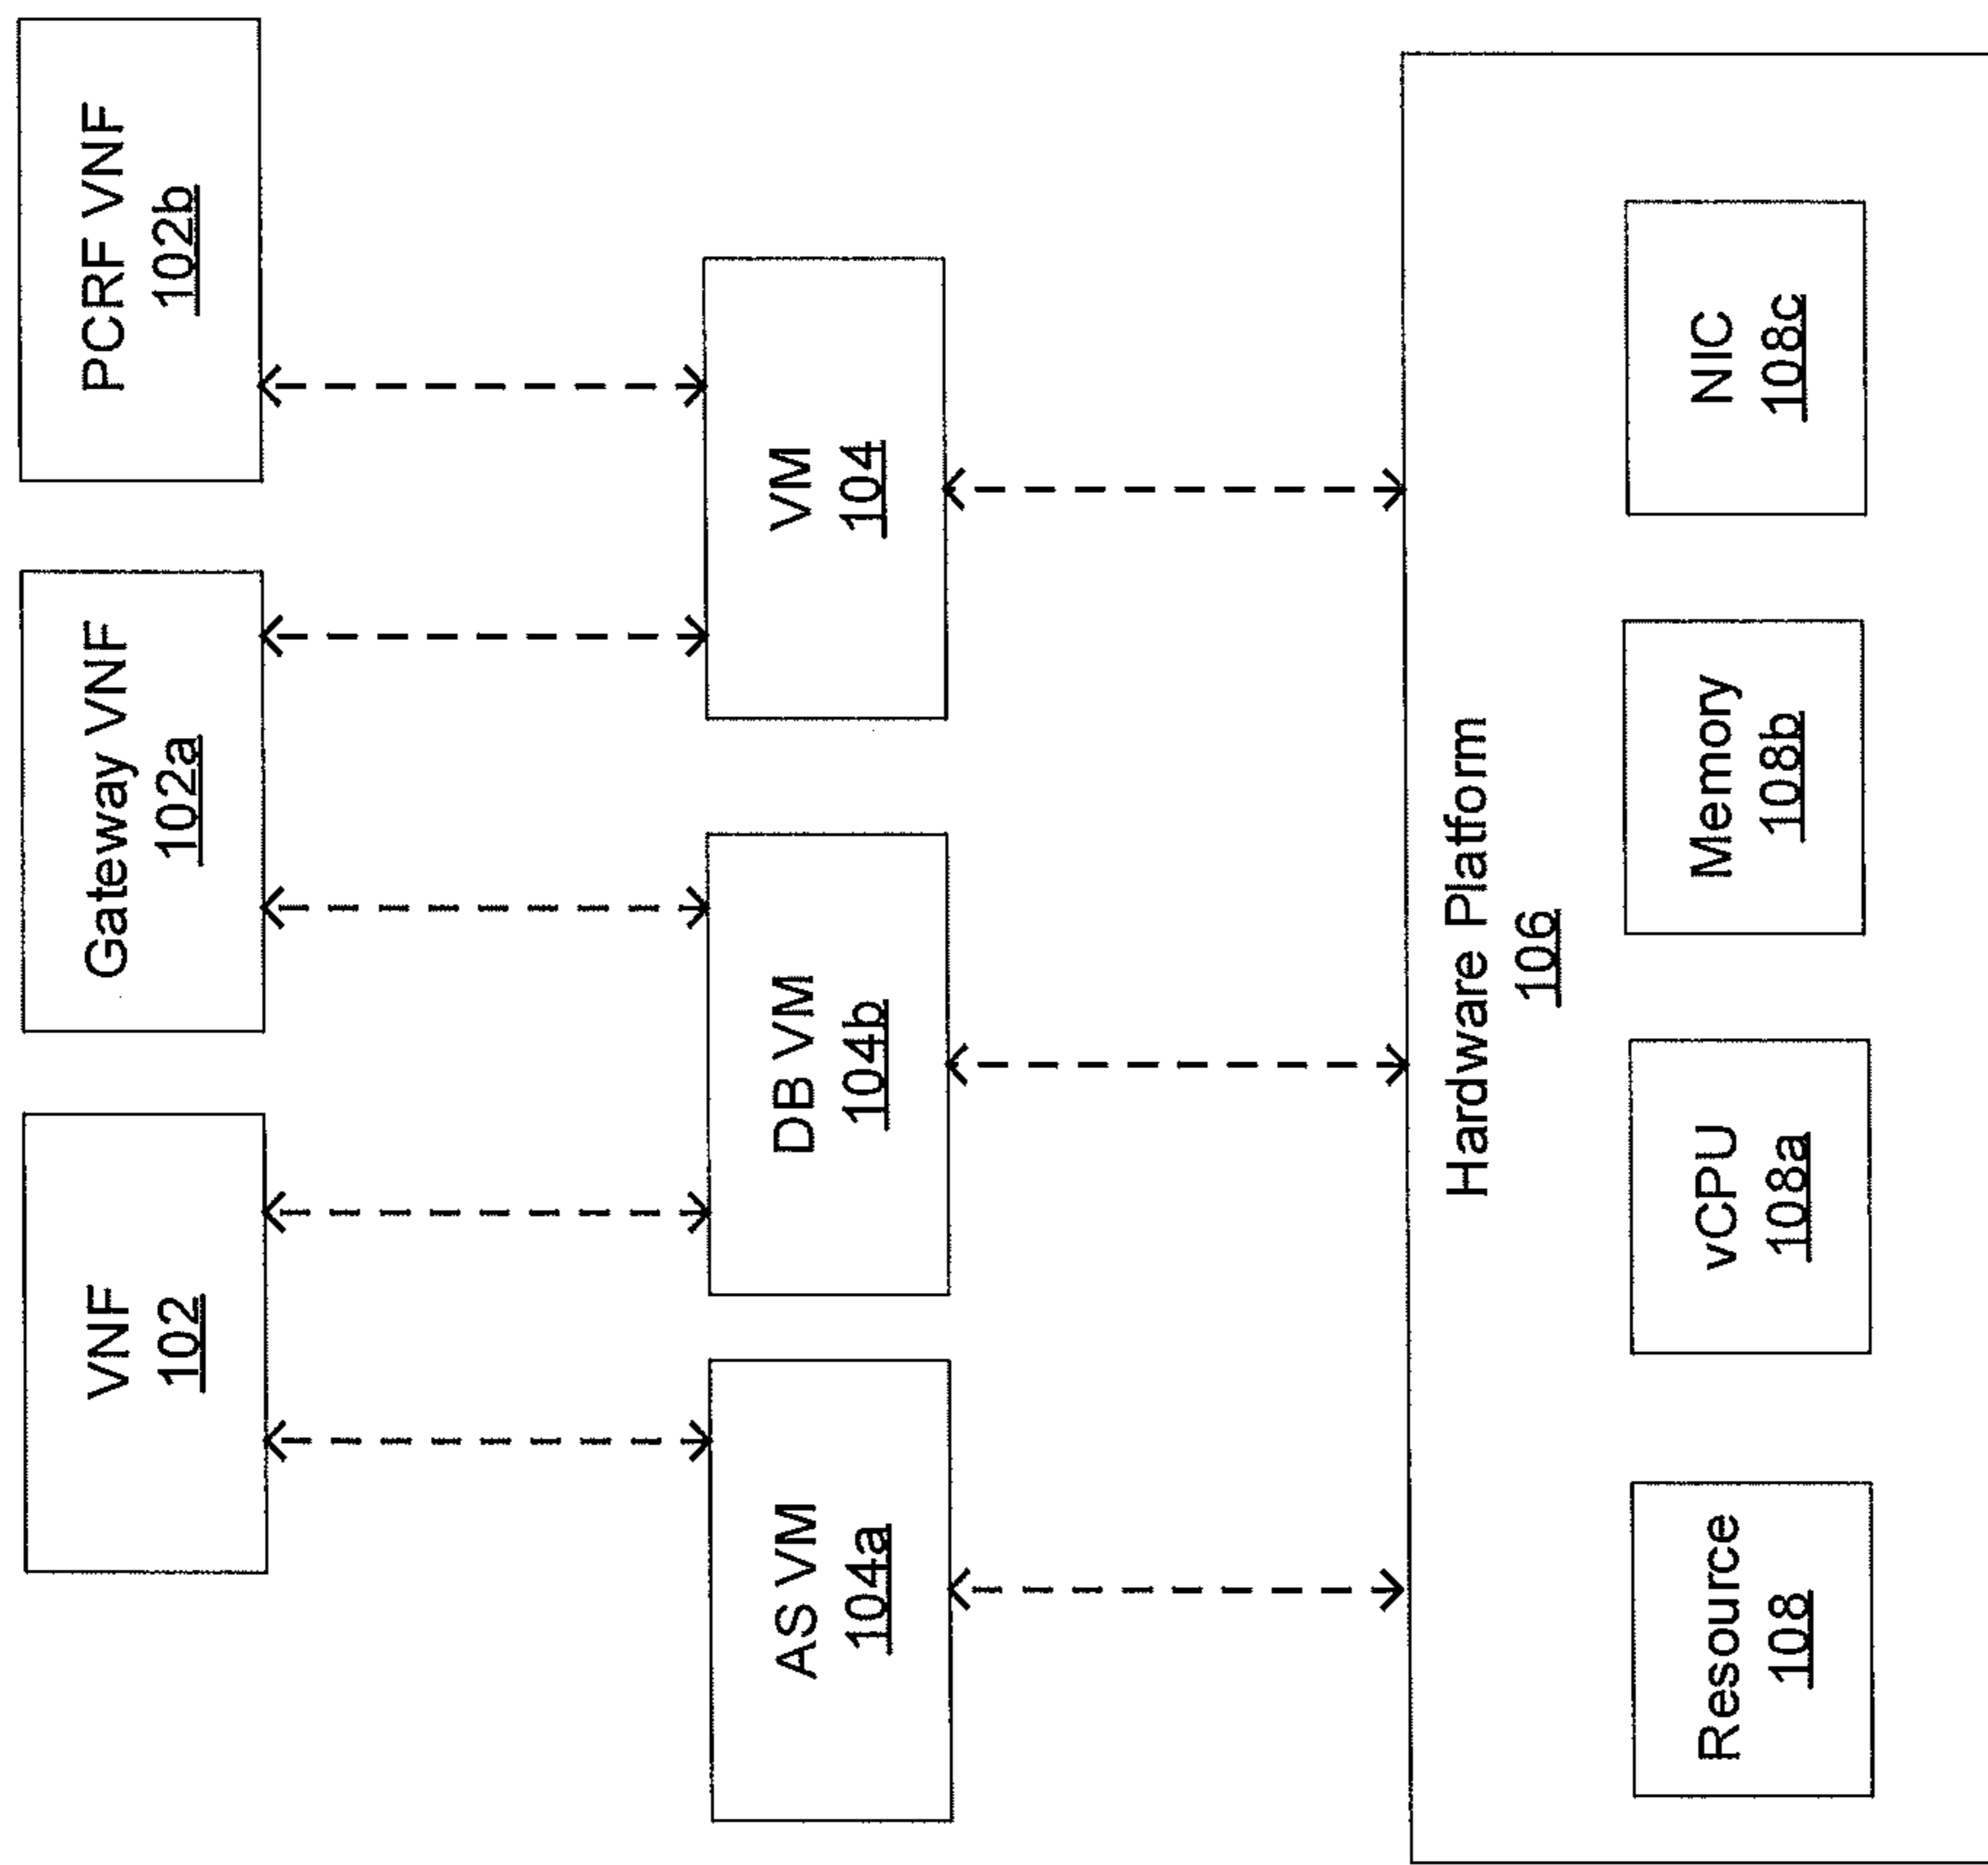 VNF
102
Gateway VNF
102a
PCRF VNF
102b
AS VM
104a
DB VM
104b
VM
104
Hardware Platform
106
Resource
108
vCPU
108a
Memory
108b
NIC
108c